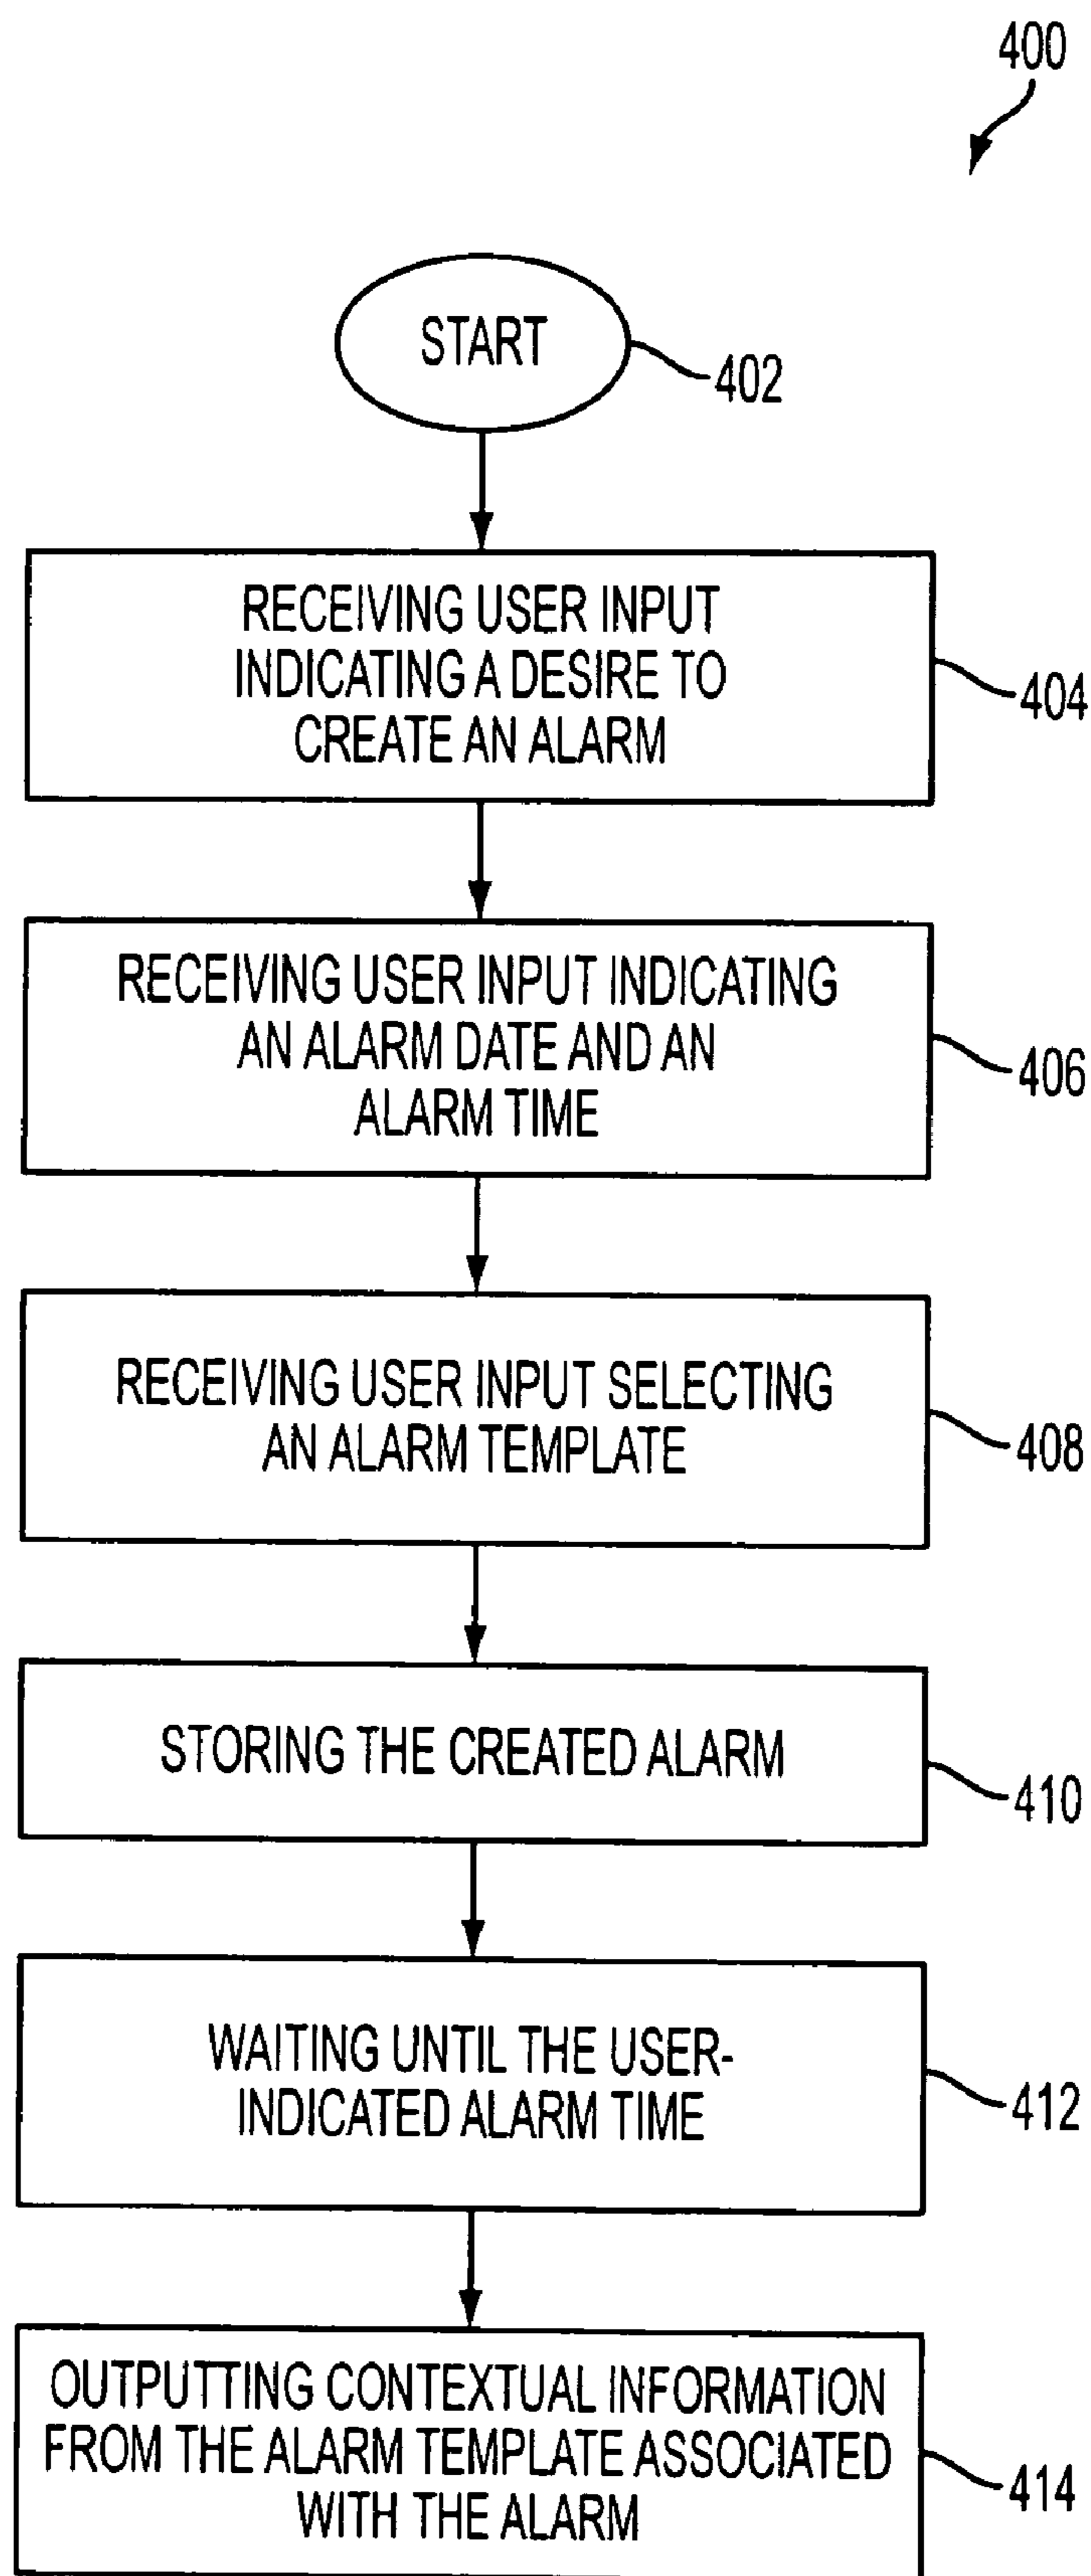 400
START
402
RECEIVING USER INPUT
INDICATING A DESIRE TO
CREATE AN ALARM
404
RECEIVING USER INPUT INDICATING
AN ALARM DATE AND AN
ALARM TIME
406
RECEIVING USER INPUT SELECTING
AN ALARM TEMPLATE
408
STORING THE CREATED ALARM
410
WAITING UNTIL THE USER-
INDICATED ALARM TIME
412
OUTPUTTING CONTEXTUAL INFORMATION
FROM THE ALARM TEMPLATE ASSOCIATED
WITH THE ALARM
414